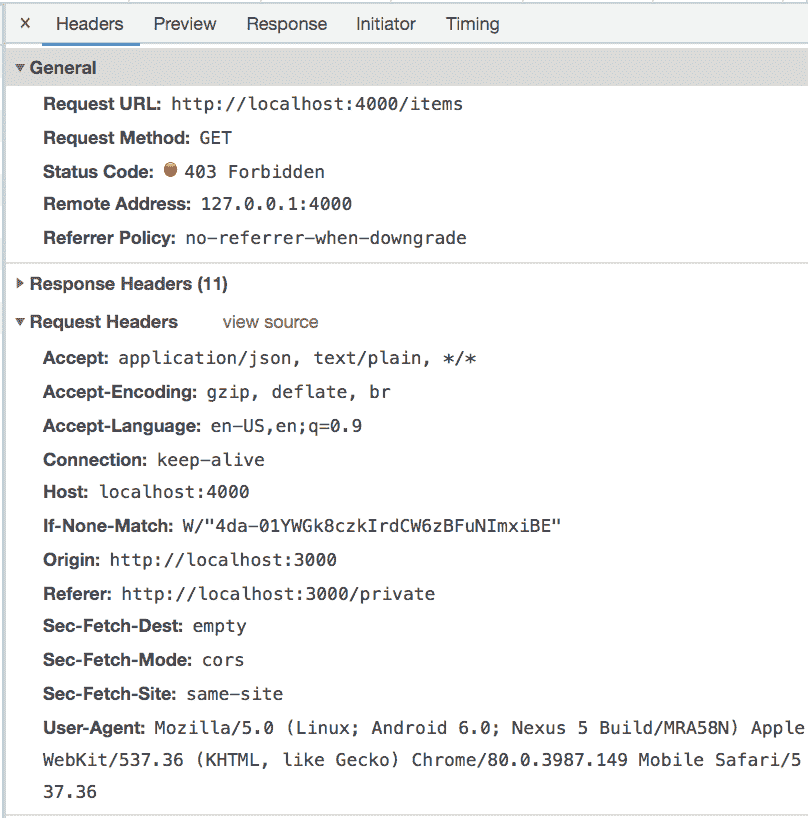 × Headers Preview Response Initiator Timing
General
Request URL: http://localhost:4000/items
Request Method: GET
Status Code: 403 Forbidden
Remote Address: 127.0.0.1:4000
Referrer Policy: no-referrer-when-downgrade
Response Headers (11)
Request Headers view source
Accept: application/json, text/plain, */*
Accept-Encoding: gzip, deflate, br
Accept-Language: en-US,en;q=0.9
Connection: keep-alive
Host: localhost:4000
If-None-Match: W/"4da-01YWGk8czkIrdCW6zBFuNImxiBE"
Origin: http://localhost:3000
Referer: http://localhost:3000/private
Sec-Fetch-Dest: empty
Sec-Fetch-Mode: cors
Sec-Fetch-Site: same-site
User-Agent: Mozilla/5.0 (Linux; Android 6.0; Nexus 5 Build/MRA58N) Apple
WebKit/537.36 (KHTML, like Gecko) Chrome/80.0.3987.149 Mobile Safari/5
37.36